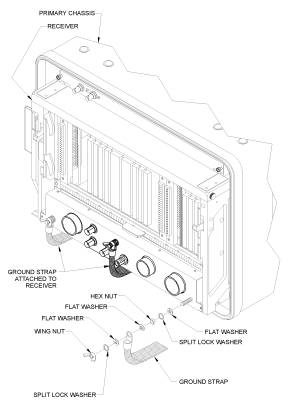 PRIMARY CHASSIS
RECEIVER
GROUND STRAP
ATTACHED TO
RECEIVER
HEX NUT
FLAT WASHER
FLAT WASHER
WING NUT
FLAT WASHER
SPLIT LOCK WASHER
GROUND STRAP
SPLIT LOCK WASHER